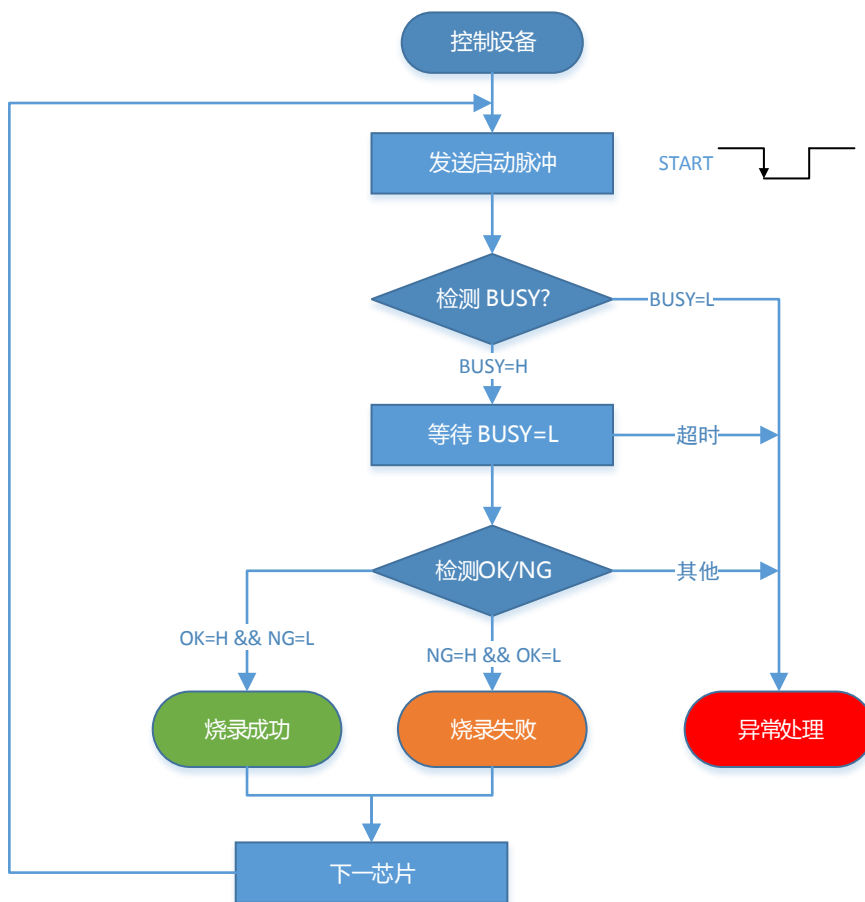 控制设备
发送启动脉冲
START
检测 BUSY?
BUSY=L
BUSY=H
等待 BUSY=L
超时
检测OK/NG
其他
OK=H && NG=L
NG=H && OK=L
烧录成功
烧录失败
异常处理
下一芯片